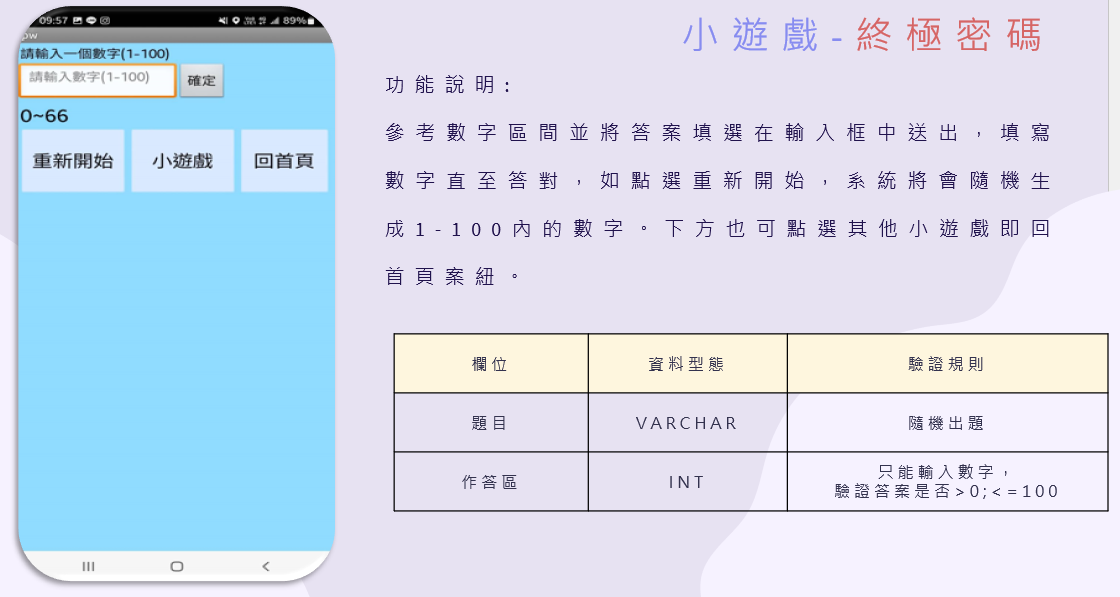 小遊戲-終極密碼
09:57
89%
ow
請輸入一個數字(1-100)
請輸入數字(1-100)
確定
0~66
重新開始
小遊戲
回首頁
功能說明:
參考數字區間並將答案填選在輸入框中送出，填寫
數字直至答對，如點選重新開始，系統將會隨機生
成1-100內的數字。下方也可點選其他小遊戲即回
首頁案紐。
欄位 資料型態 驗證規則
題目 VARCHAR 隨機出題
作答區 INT 只能輸入數字，
驗證答案是否>0;<=100